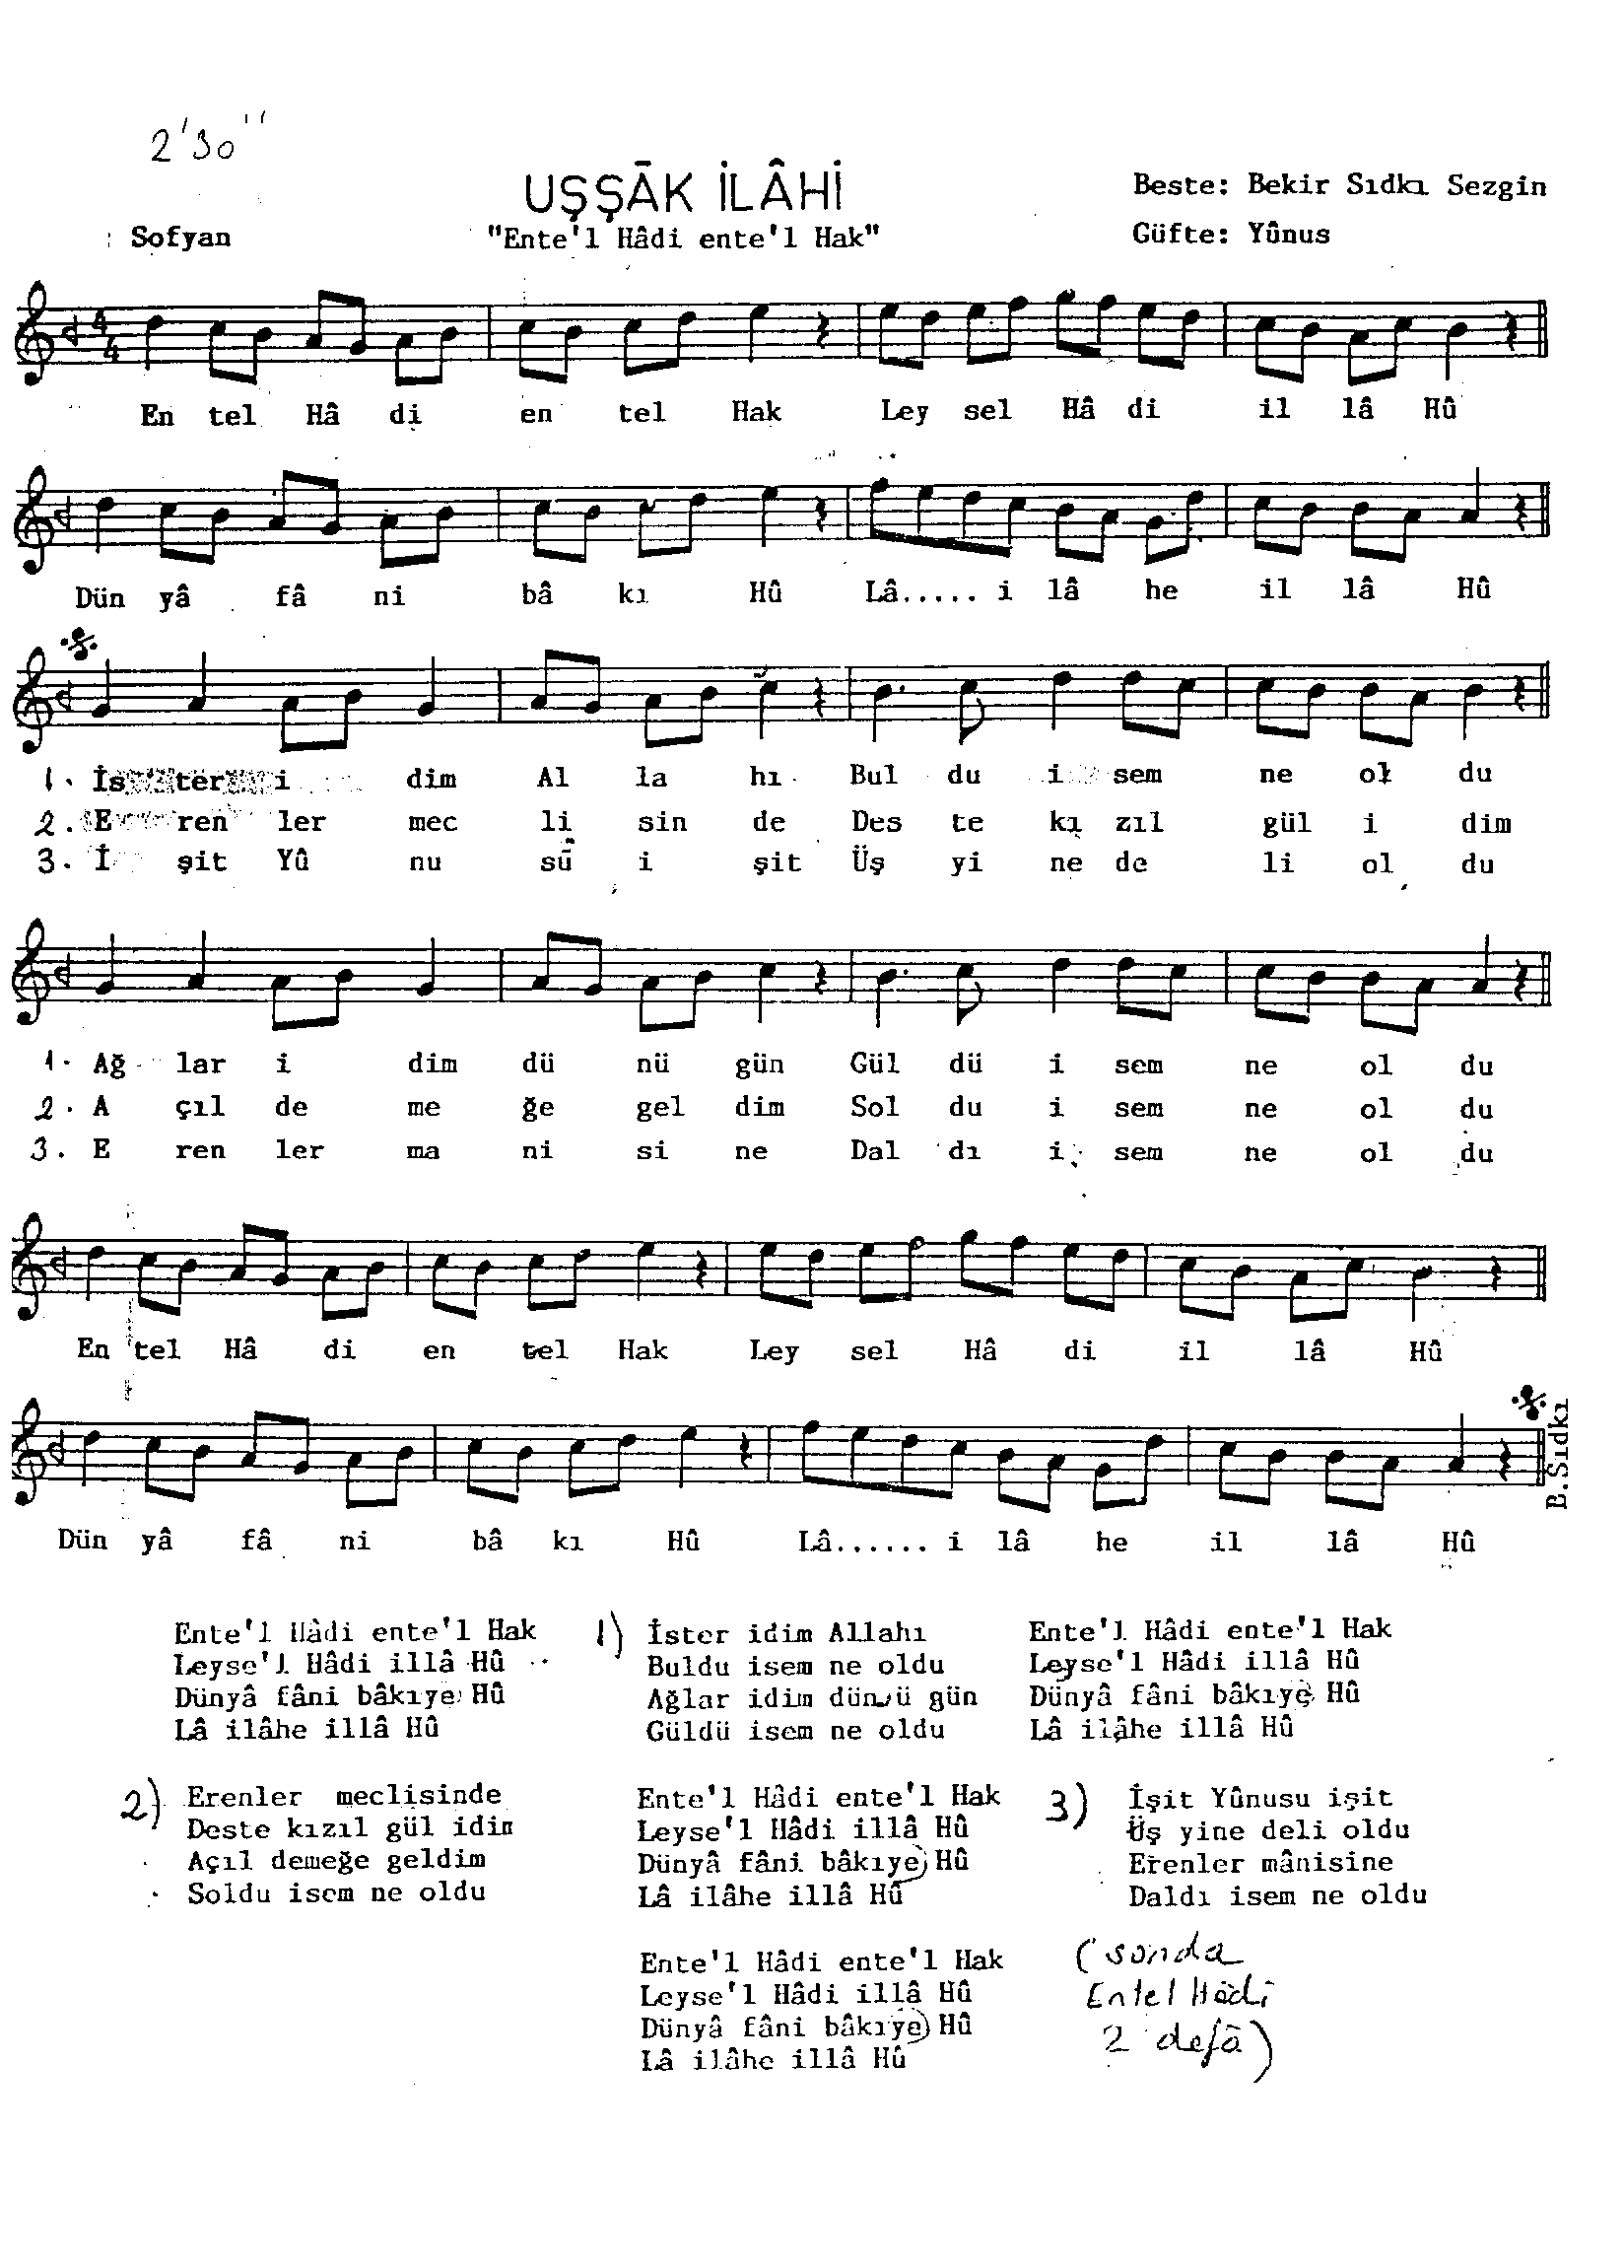 2'30''
UŞŞĀK İLÂHİ
Beste: Bekir Sıdkı Sezgin
: Sofyan
"Ente'l Hâdi ente'l Hak"
Güfte: Yûnus
4
4
En tel Hâ di en tel Hak Ley sel Hâ di il lâ Hû
Dün yâ fâ ni bâ kı Hû Lâ..... i lâ he il lâ Hû
1. İs ter i dim Al la hı Bul du i sem ne ol du
2. E ren ler mec li sin de Des te kı zıl gül i dim
3. İ şit Yû nu sû i şit Üş yi ne de li ol du
1. Ağ lar i dim dü nü gün Gül dü i sem ne ol du
2. A çıl de me ğe gel dim Sol du i sem ne ol du
3. E ren ler ma ni si ne Dal dı i sem ne ol du
En tel Hâ di en tel Hak Ley sel Hâ di il lâ Hû
B.Sıdkı
Dün yâ fâ ni bâ kı Hû Lâ...... i lâ he il lâ Hû
Ente'l Hâdi ente'l Hak
Leyse'l Hâdi illâ Hû
Dünyâ fâni bâkıye Hû
Lâ ilâhe illâ Hû
1) İster idim Allahı
Buldu isem ne oldu
Ağlar idim dünü gün
Güldü isem ne oldu
Ente'l Hâdi ente'l Hak
Leyse'l Hâdi illâ Hû
Dünyâ fâni bâkıye Hû
Lâ ilâhe illâ Hû
2) Erenler meclisinde
Deste kızıl gül idim
Açıl demeğe geldim
Soldu isem ne oldu
Ente'l Hâdi ente'l Hak
Leyse'l Hâdi illâ Hû
Dünyâ fâni bâkıye) Hû
Lâ ilâhe illâ Hû
3) İşit Yûnusu işit
Üş yine deli oldu
Erenler mânisine
Daldı isem ne oldu
Ente'l Hâdi ente'l Hak
Leyse'l Hâdi illâ Hû
Dünyâ fâni bâkıye) Hû
Lâ ilâhe illâ Hû
(sonda
Entel Hâdi
2 defâ)